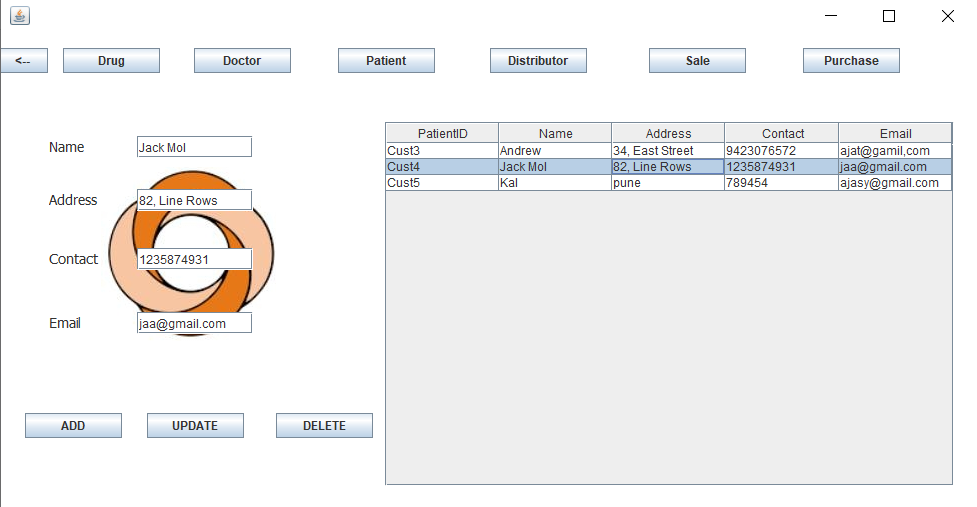 <-- Drug Doctor Patient Distributor Sale Purchase
Name Jack Mol
Address 82, Line Rows
Contact 1235874931
Email jaa@gmail.com
ADD UPDATE DELETE
PatientID Name Address Contact Email
Cust3 Andrew 34, East Street 9423076572 ajat@gamil,com
Cust4 Jack Mol 82, Line Rows 1235874931 jaa@gmail.com
Cust5 Kal pune 789454 ajasy@gmail.com